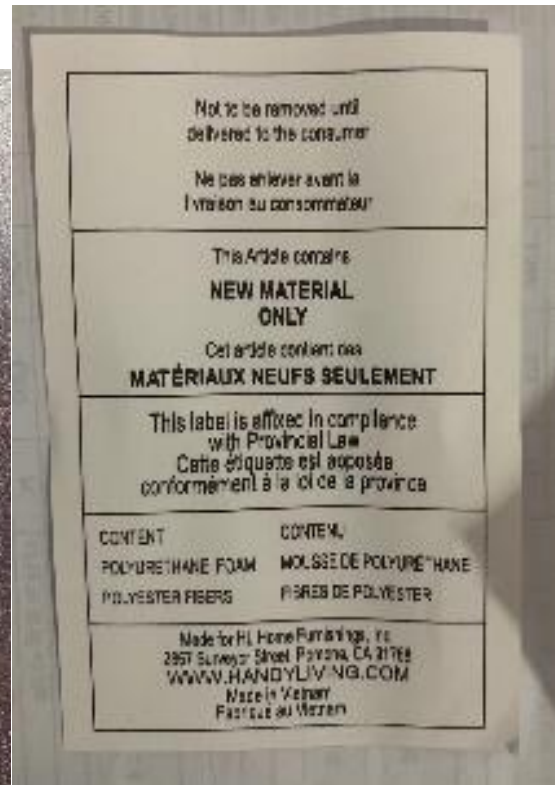 Not to be removed until
delivered to the consumer
Ne pas enlever avant la
livraison au consommateur
This Article contains
NEW MATERIAL
ONLY
Cet article contient des
MATÉRIAUX NEUFS SEULEMENT
This label is affixed in compliance
with Provincial Law
Cette étiquette est apposée
conformément à la loi de la province
CONTENT CONTENU
POLYURETHANE FOAM MOUSSE DE POLYURETHANE
POLYESTER FIBERS FIBRES DE POLYESTER
Made for HL Home Furnishings, Inc
Surveyor Street, Pomona, CA
WWW.HANDYLIVING.COM
Made in Vietnam
Fabriqué au Vietnam